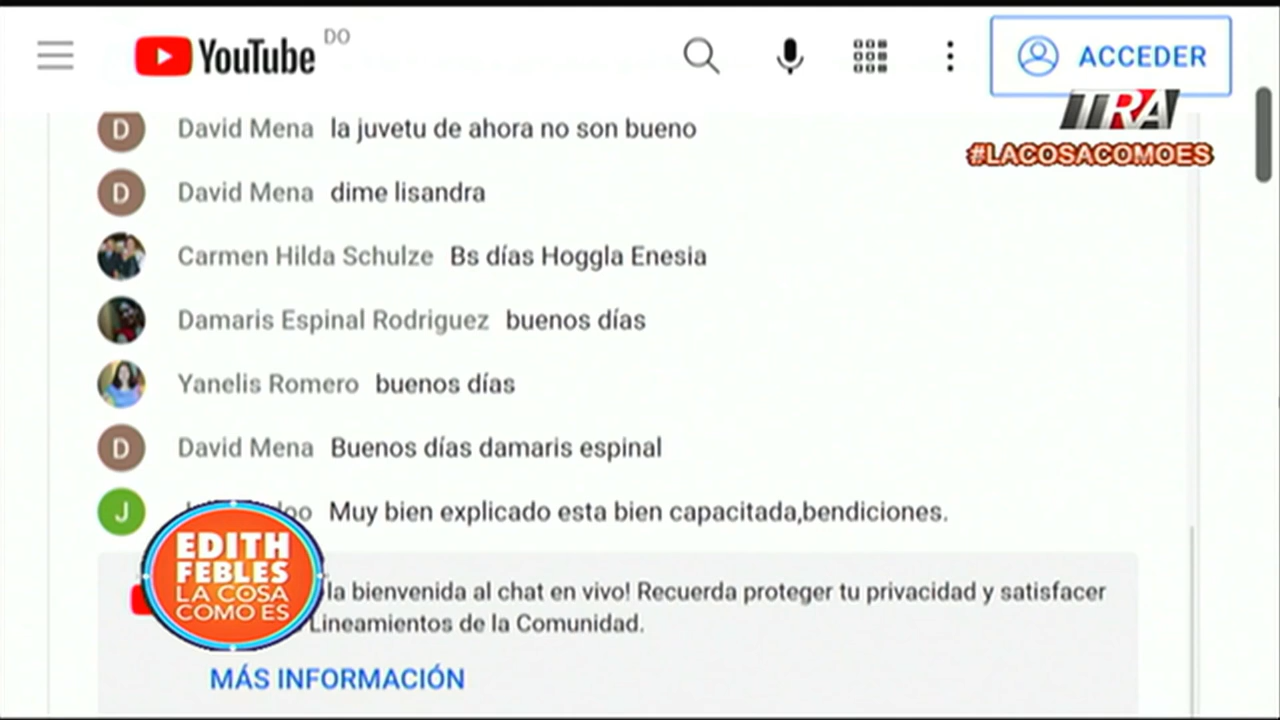 YouTube DO
ACCEDER
TRA
#LACOSACOMOES
D David Mena la juvetu de ahora no son bueno
D David Mena dime lisandra
Carmen Hilda Schulze Bs días Hoggla Enesia
Damaris Espinal Rodriguez buenos días
Yanelis Romero buenos días
D David Mena Buenos días damaris espinal
J Muy bien explicado esta bien capacitada,bendiciones.
EDITH
FEBLES
LA COSA
COMO ES
la bienvenida al chat en vivo! Recuerda proteger tu privacidad y satisfacer
Lineamientos de la Comunidad.
MÁS INFORMACIÓN